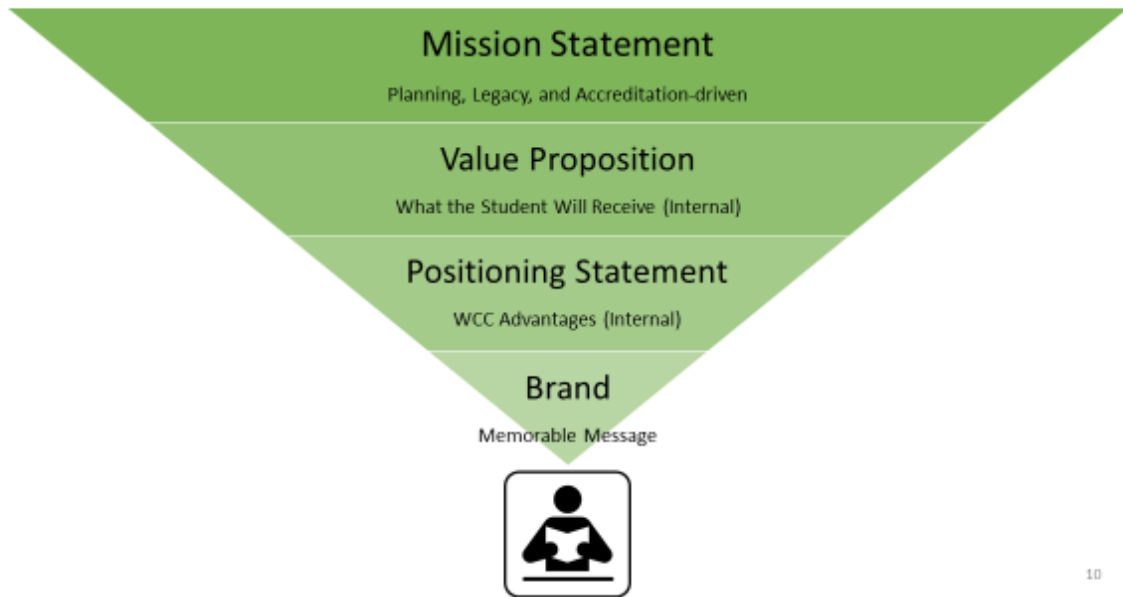 Mission Statement
Planning, Legacy, and Accreditation-driven
Value Proposition
What the Student Will Receive (Internal)
Positioning Statement
WCC Advantages (Internal)
Brand
Memorable Message
10